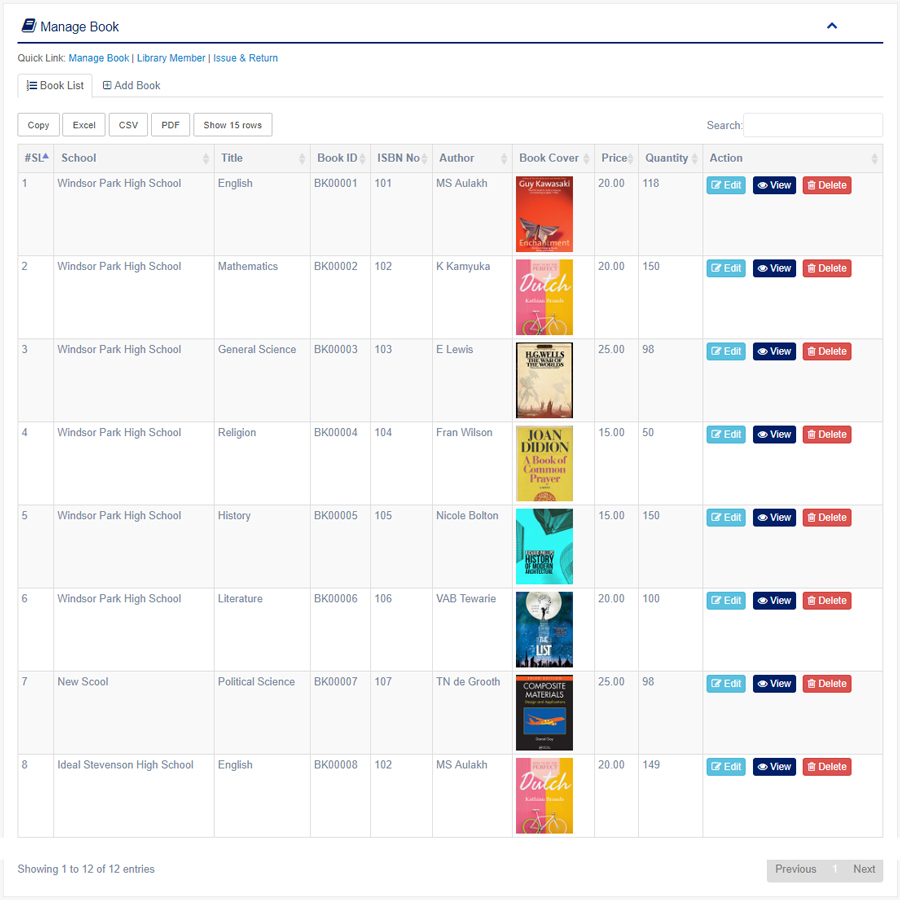 Manage Book
Quick Link: Manage Book | Library Member | Issue & Return
Book List Add Book
Copy Excel CSV PDF Show 15 rows Search:
#SL School Title Book ID ISBN No Author Book Cover Price Quantity Action
1 Windsor Park High School English BK00001 101 MS Aulakh 20.00 118 Edit View Delete
Guy Kawasaki
Enchantment
2 Windsor Park High School Mathematics BK00002 102 K Kamyuka 20.00 150 Edit View Delete
PERFECT
Dutch
3 Windsor Park High School General Science BK00003 103 E Lewis 25.00 98 Edit View Delete
H.G.WELLS
THE WAR OF
THE WORLDS
4 Windsor Park High School Religion BK00004 104 Fran Wilson 15.00 50 Edit View Delete
JOAN
DIDION
A Book of
Common
Prayer
5 Windsor Park High School History BK00005 105 Nicole Bolton 15.00 150 Edit View Delete
HISTORY
OF MODERN
ARCHITECTURE
6 Windsor Park High School Literature BK00006 106 VAB Tewarie 20.00 100 Edit View Delete
THE
LIST
7 New Scool Political Science BK00007 107 TN de Grooth 25.00 98 Edit View Delete
COMPOSITE
MATERIALS
Design and Applications
8 Ideal Stevenson High School English BK00008 102 MS Aulakh 20.00 149 Edit View Delete
PERFECT
Dutch
Showing 1 to 12 of 12 entries Previous 1 Next